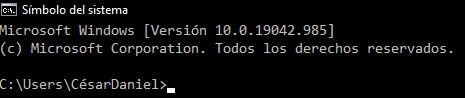 Símbolo del sistema
Microsoft Windows [Versión 10.0.19042.985]
(c) Microsoft Corporation. Todos los derechos reservados.
C:\Users\CésarDaniel>